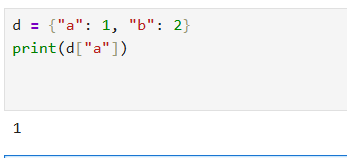 d = {"a": 1, "b": 2}
print(d["a"])
1